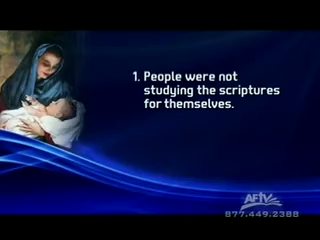 1. People were not
studying the scriptures
for themselves.
AFTV
877.449.2388